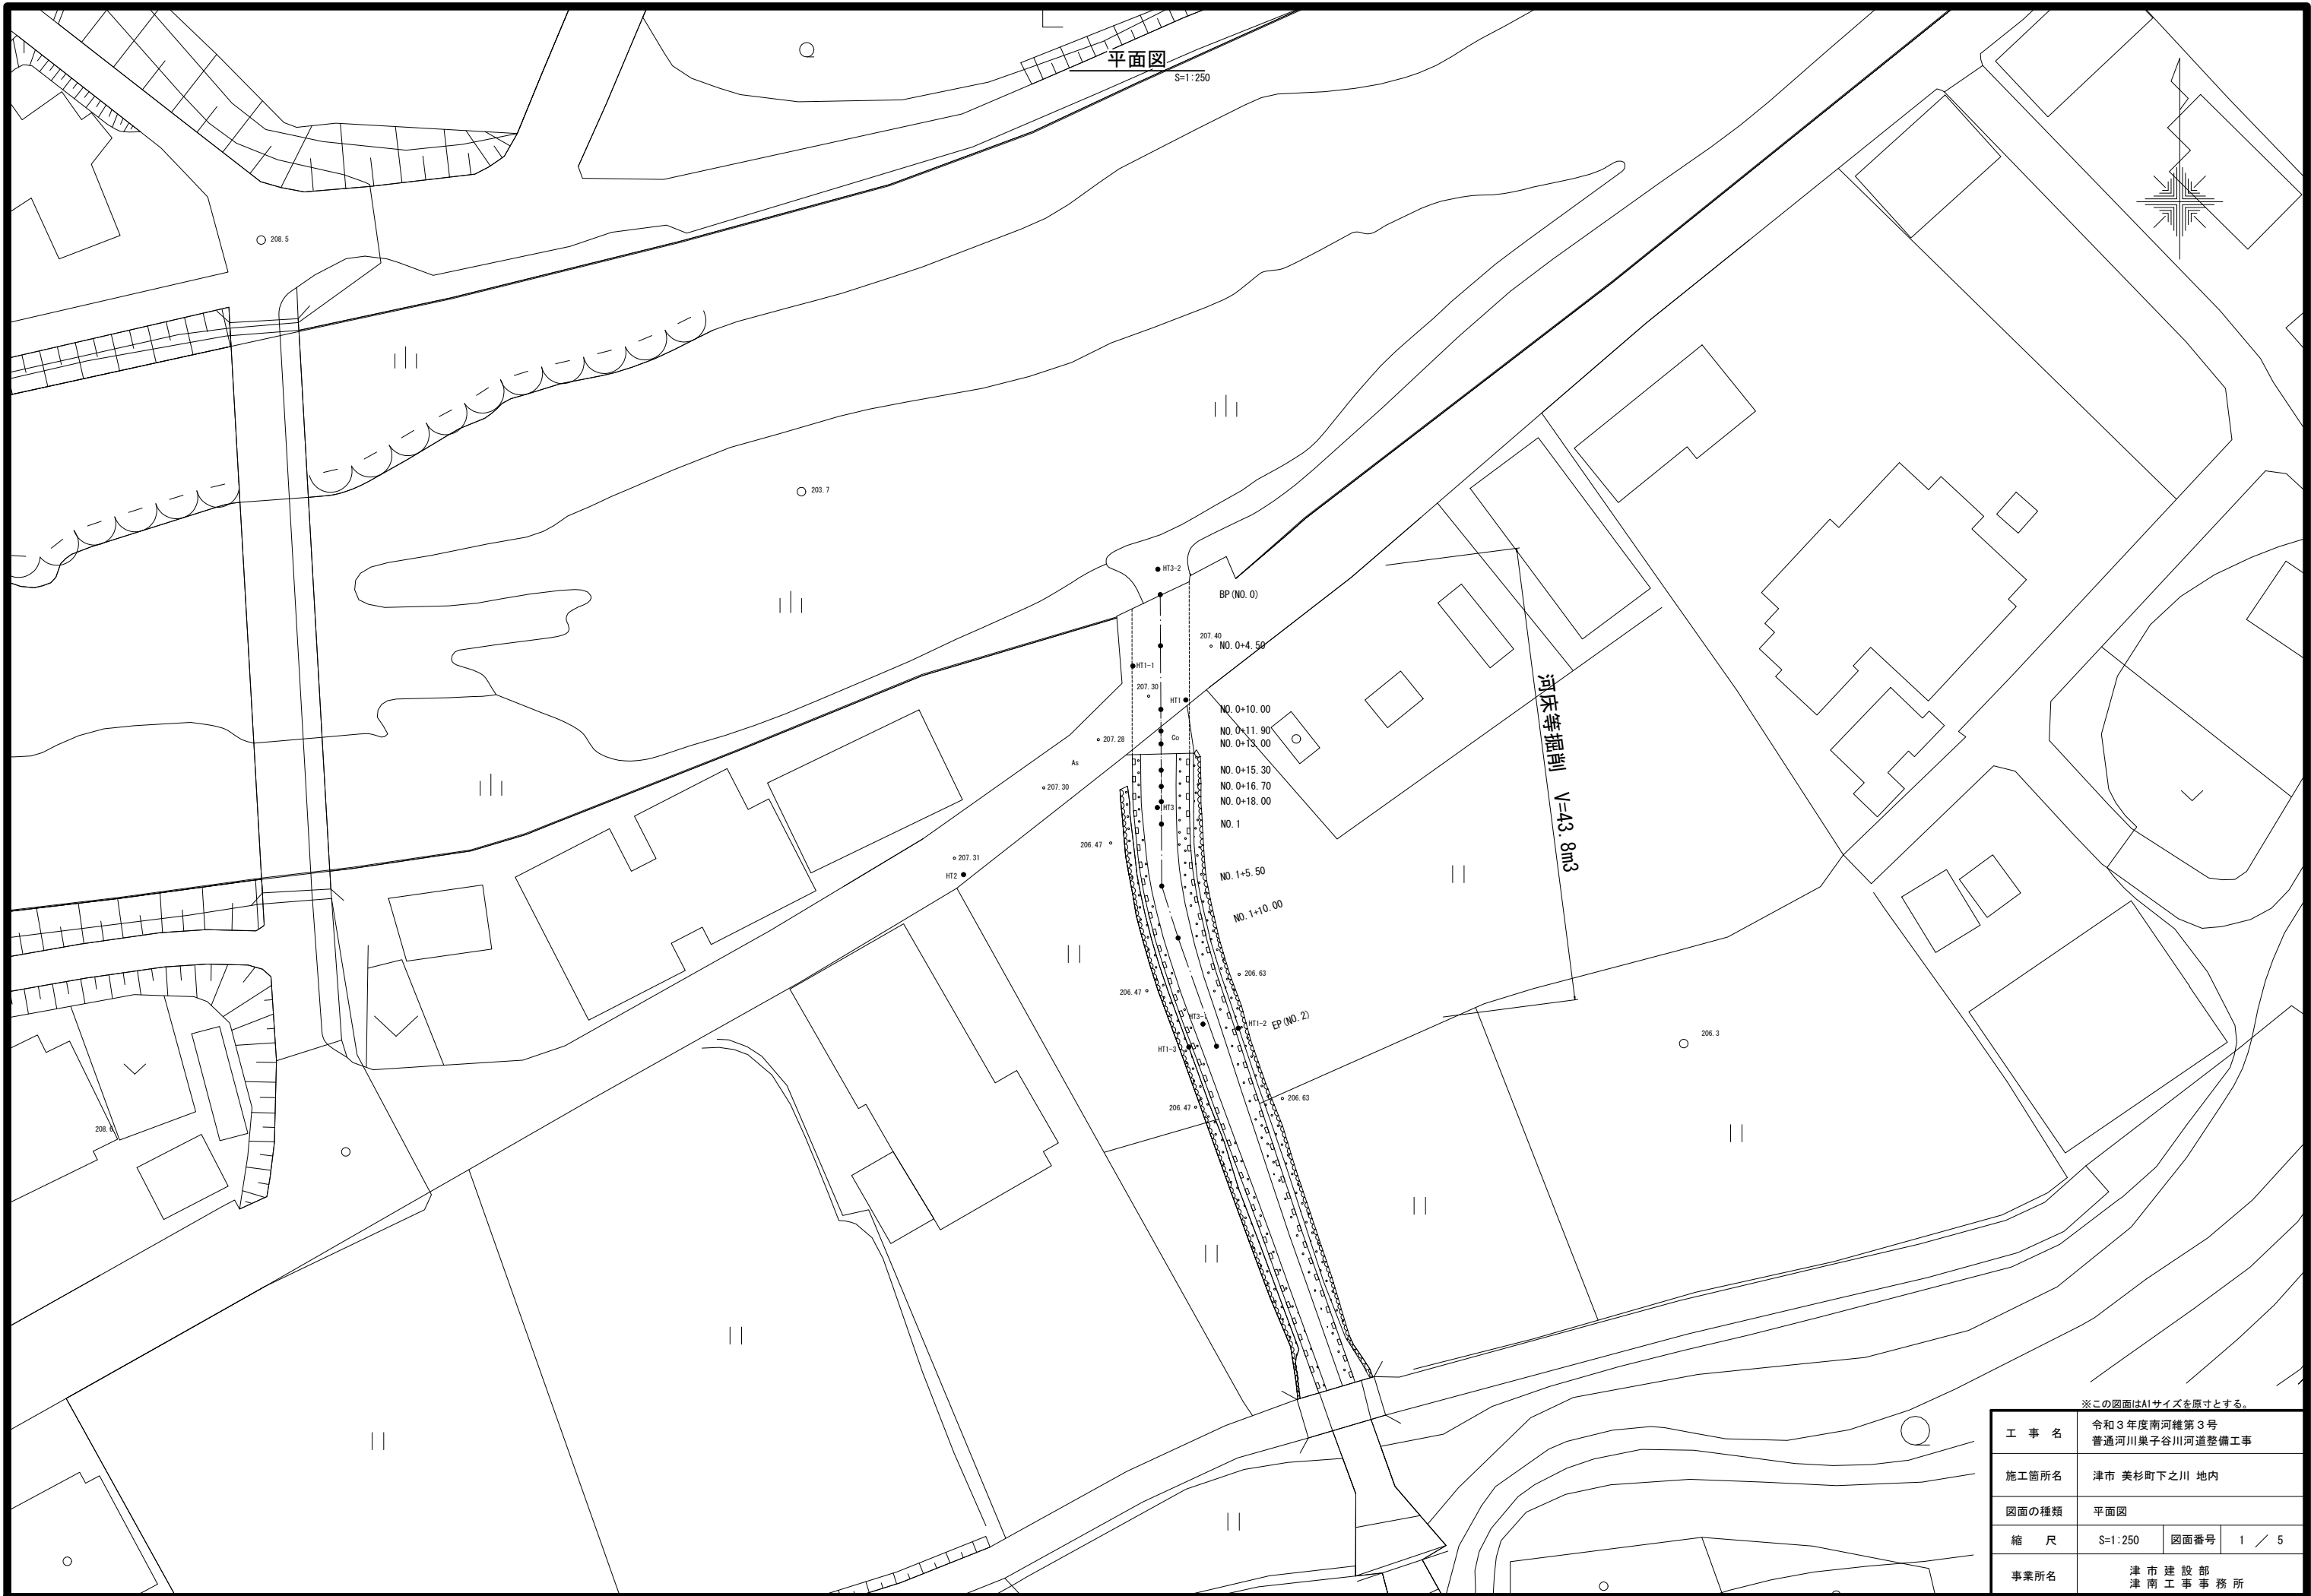 平面図
S=1:250
208.5
203.7
HT3-2
BP(NO.0)
207.40
NO.0+4.50
HT1-1
207.30
HT1
NO.0+10.00
NO.0+11.90
Co
207.28
NO.0+13.00
As
NO.0+15.30
207.30
NO.0+16.70
NO.0+18.00
HT3
NO.1
206.47
207.31
HT2
NO.1+5.50
NO.1+10.00
河床等掘削 V=43.8m3
206.63
206.47
HT3-1
HT1-2
EP(NO.2)
206.3
HT1-3
206.63
206.47
208.6
※この図面はA1サイズを原寸とする。
工事名 令和3年度南河維第3号
普通河川巣子谷川河道整備工事
施工箇所名 津市 美杉町下之川 地内
図面の種類 平面図
縮尺 S=1:250 図面番号 1 / 5
事業所名 津市建設部
津南工事事務所